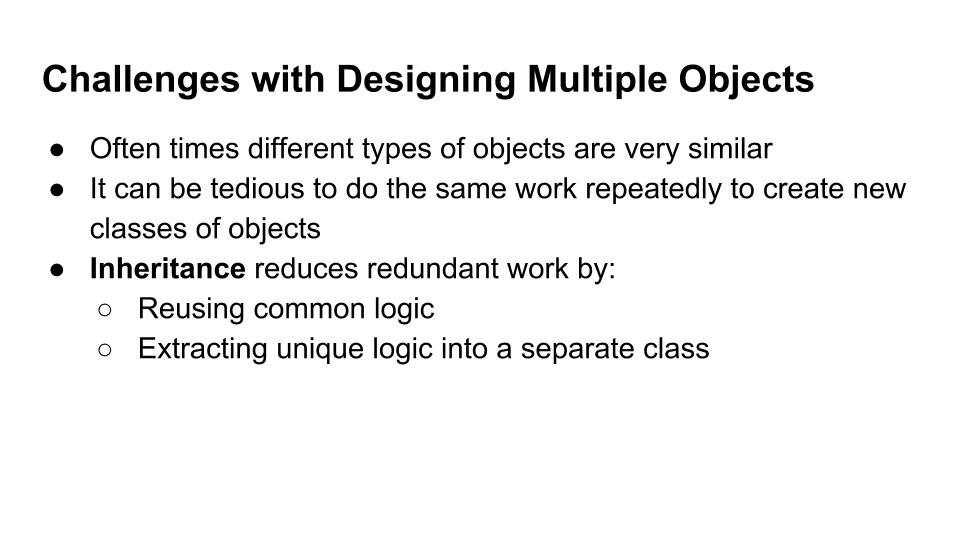 Challenges with Designing Multiple Objects
● Often times different types of objects are very similar
● It can be tedious to do the same work repeatedly to create new
classes of objects
● Inheritance reduces redundant work by:
○ Reusing common logic
○ Extracting unique logic into a separate class